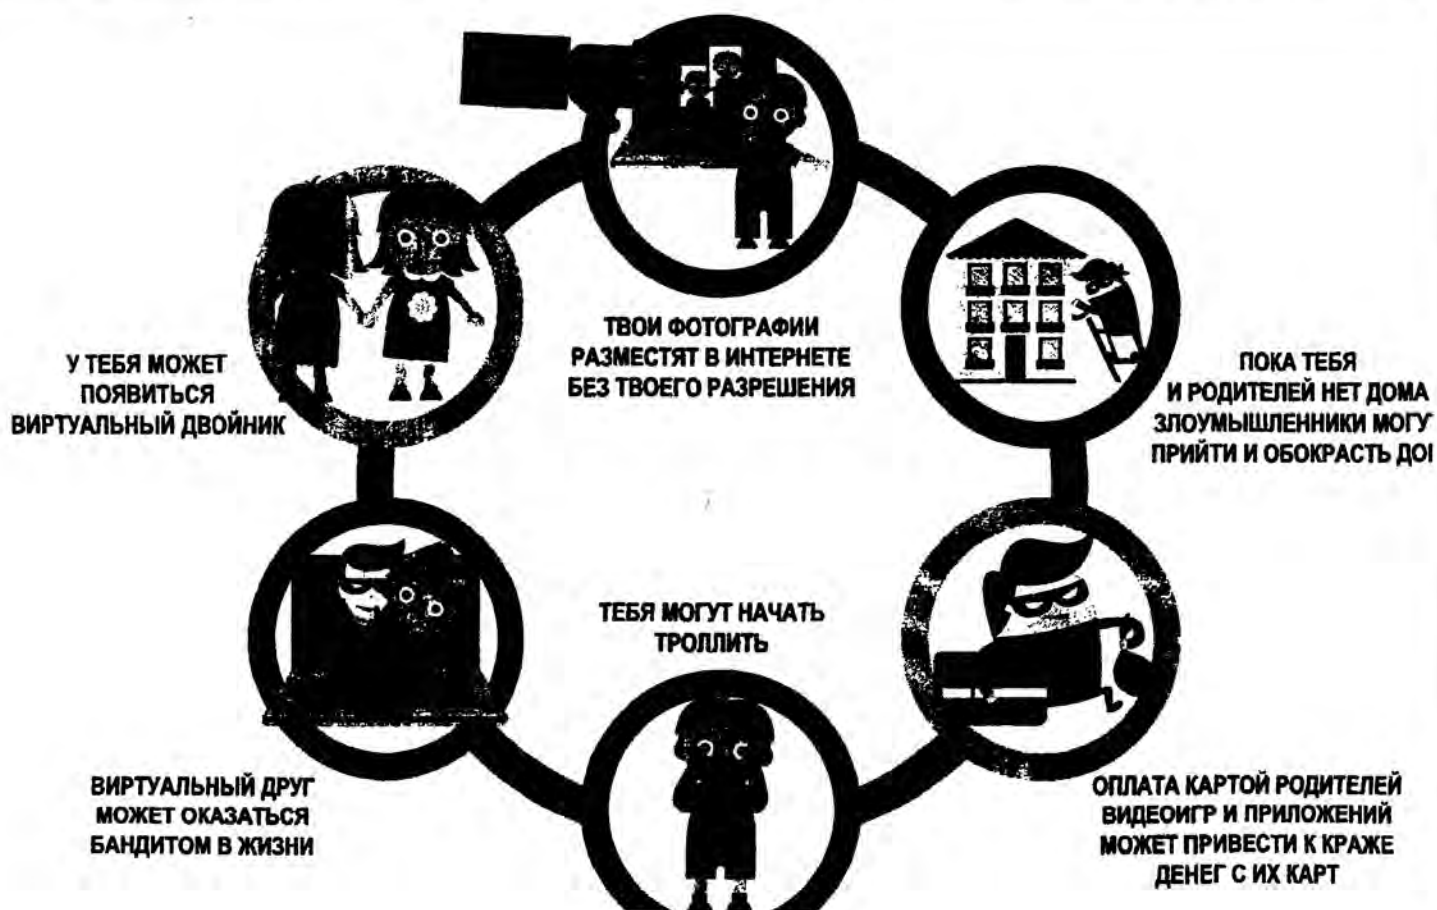 ТВОИ ФОТОГРАФИИ
РАЗМЕСТЯТ В ИНТЕРНЕТЕ
БЕЗ ТВОЕГО РАЗРЕШЕНИЯ
У ТЕБЯ МОЖЕТ
ПОЯВИТЬСЯ
ВИРТУАЛЬНЫЙ ДВОЙНИК
ПОКА ТЕБЯ
И РОДИТЕЛЕЙ НЕТ ДОМА
ЗЛОУМЫШЛЕННИКИ МОГУ
ПРИЙТИ И ОБОКРАСТЬ ДО
ТЕБЯ МОГУТ НАЧАТЬ
ТРОЛЛИТЬ
ВИРТУАЛЬНЫЙ ДРУГ
МОЖЕТ ОКАЗАТЬСЯ
БАНДИТОМ В ЖИЗНИ
ОПЛАТА КАРТОЙ РОДИТЕЛЕЙ
ВИДЕОИГР И ПРИЛОЖЕНИЙ
МОЖЕТ ПРИВЕСТИ К КРАЖЕ
ДЕНЕГ С ИХ КАРТ